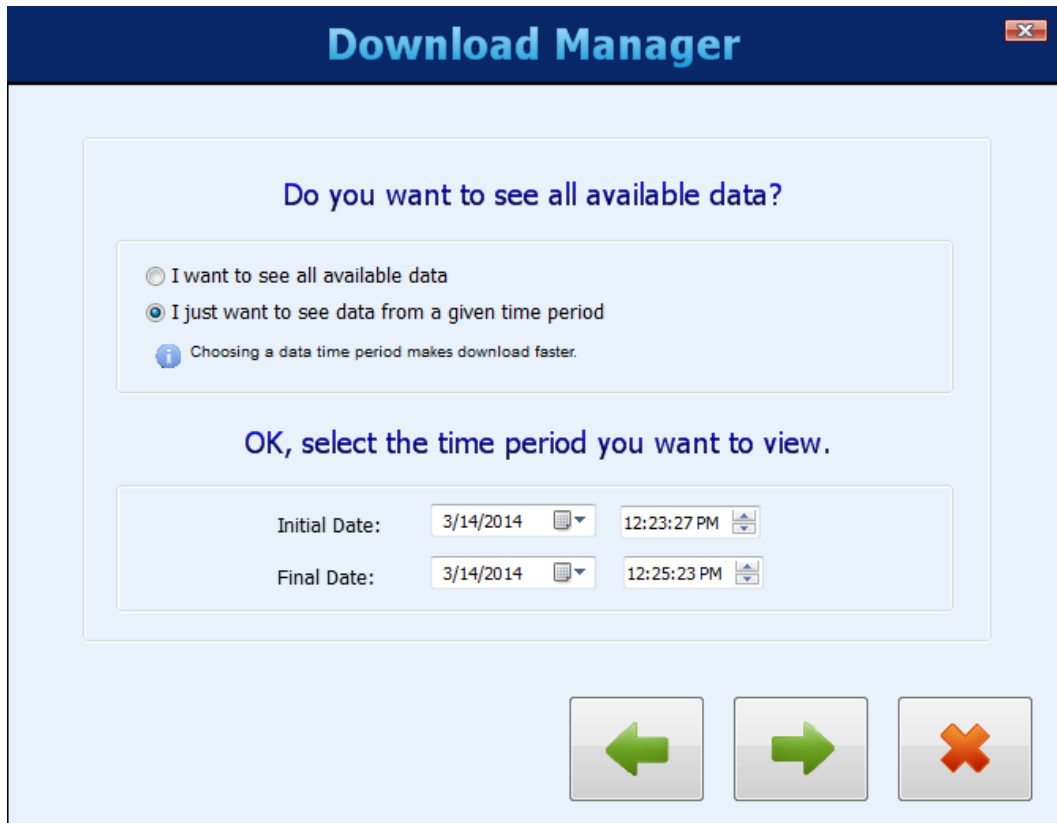 Download Manager
Do you want to see all available data?
I want to see all available data
I just want to see data from a given time period
Choosing a data time period makes download faster.
OK, select the time period you want to view.
Initial Date: 3/14/2014 12:23:27 PM
Final Date: 3/14/2014 12:25:23 PM